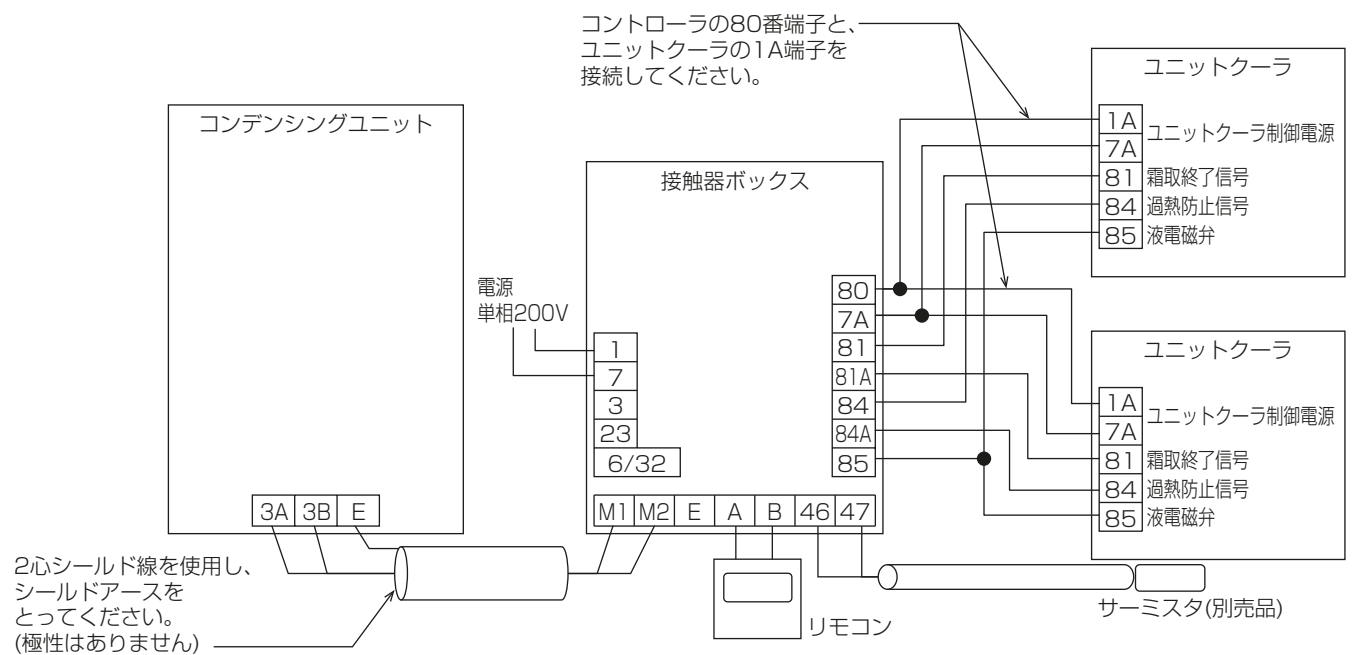 コントローラの80番端子と、
ユニットクーラの1A端子を
接続してください。
コンデンシングユニット
3A 3B E
2心シールド線を使用し、
シールドアースを
とってください。
(極性はありません)
電源
単相200V
接触器ボックス
1
7
3
23
6/32
80
7A
81
81A
84
84A
85
M1 M2 E A B 46 47
リモコン
サーミスタ(別売品)
ユニットクーラ
1A
ユニットクーラ制御電源
7A
81 霜取終了信号
84 過熱防止信号
85 液電磁弁
ユニットクーラ
1A
ユニットクーラ制御電源
7A
81 霜取終了信号
84 過熱防止信号
85 液電磁弁